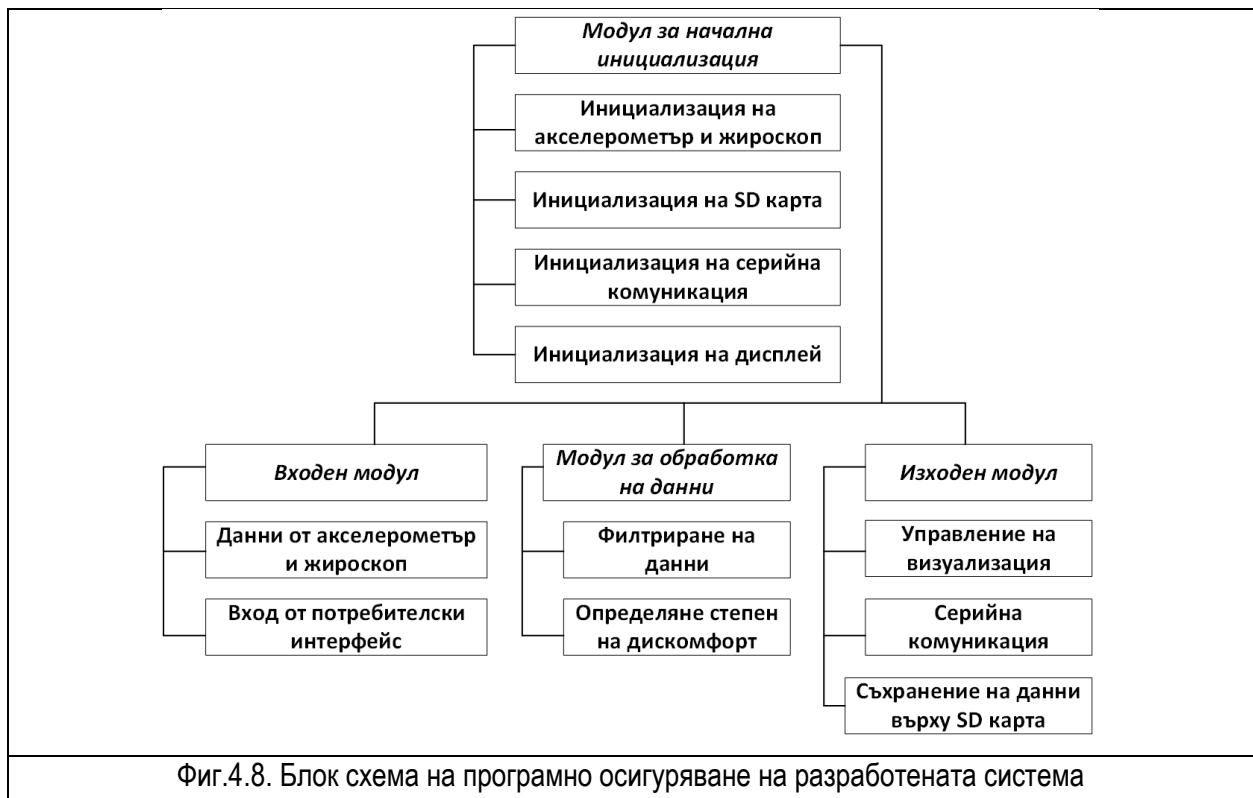 Модул за начална
инициализация
Инициализация на
акселерометър и жироскоп
Инициализация на SD карта
Инициализация на серийна
комуникация
Инициализация на дисплей
Входен модул
Данни от акселерометър
и жироскоп
Вход от потребителски
интерфейс
Модул за обработка
на данни
Филтриране на
данни
Определяне степен
на дискомфорт
Изходен модул
Управление на
визуализация
Серийна
комуникация
Съхранение на данни
върху SD карта
Фиг.4.8. Блок схема на програмно осигуряване на разработената система